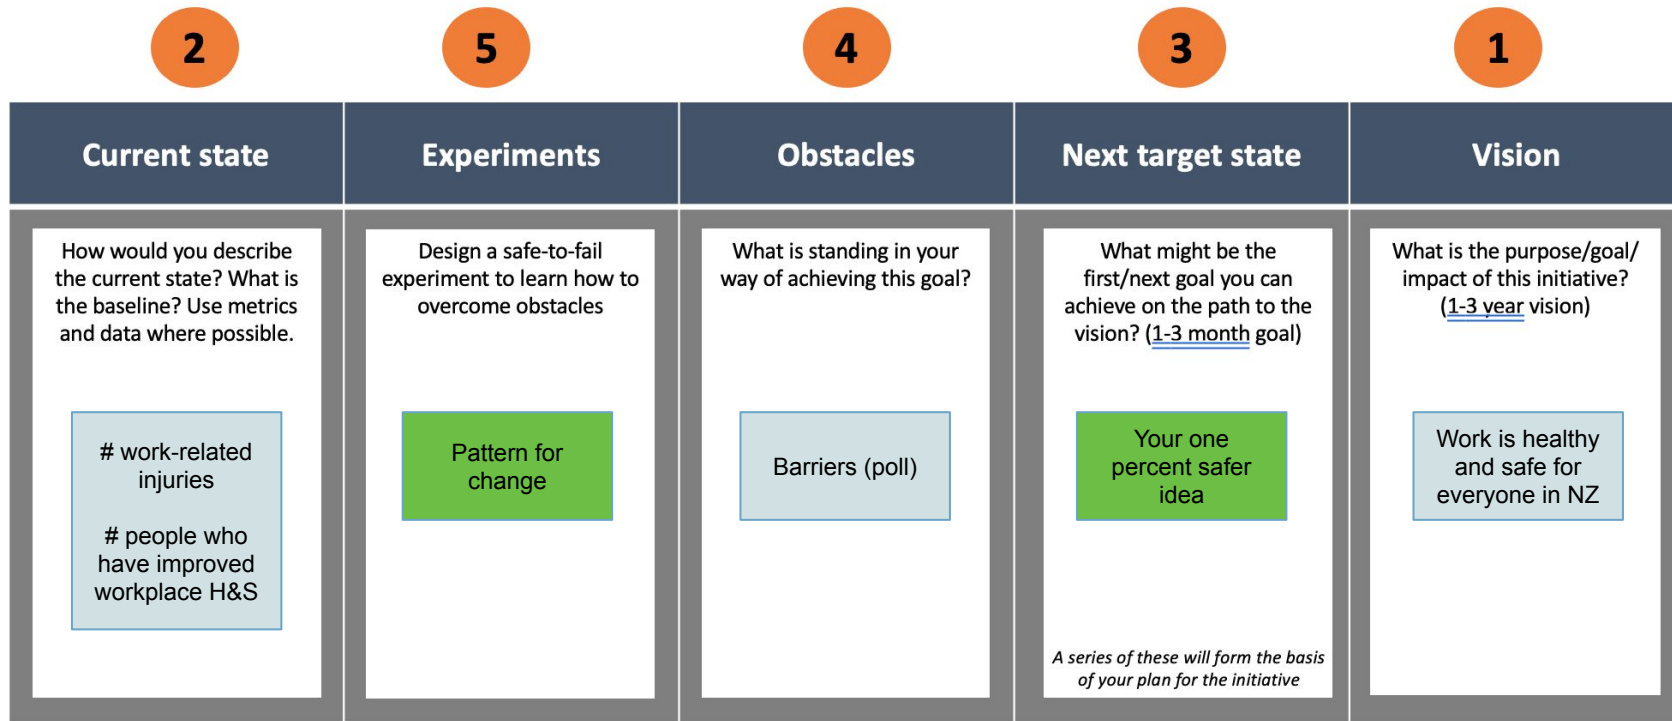 2
5
4
3
1
Current state
Experiments
Obstacles
Next target state
Vision
How would you describe
the current state? What is
the baseline? Use metrics
and data where possible.
# work-related
injuries
# people who
have improved
workplace H&S
Design a safe-to-fail
experiment to learn how to
overcome obstacles
Pattern for
change
What is standing in your
way of achieving this goal?
Barriers (poll)
What might be the
first/next goal you can
achieve on the path to the
vision? (1-3 month goal)
Your one
percent safer
idea
A series of these will form the basis
of your plan for the initiative
What is the purpose/goal/
impact of this initiative?
(1-3 year vision)
Work is healthy
and safe for
everyone in NZ